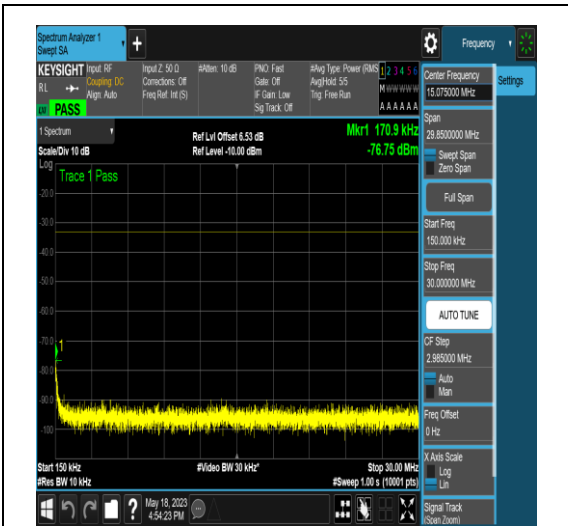 Spectrum Analyzer 1
Swept SA
Frequency
KEYSIGHT
Input: RF
Coupling: DC
Align: Auto
Input Z: 50 Ω
Corrections: Off
Freq Ref: Int (S)
#Atten: 10 dB
PNO: Fast
Gate: Off
IF Gain: Low
Sig Track: Off
#Avg Type: Power (RMS
Avg|Hold: 5/5
Trig: Free Run
1 2 3 4 5 6
M W W W W W
A A A A A A
RL
PASS
Center Frequency
15.075000 MHz
Settings
Span
29.8500000 MHz
Swept Span
Zero Span
Full Span
Start Freq
150.000 kHz
Stop Freq
30.000000 MHz
AUTO TUNE
CF Step
2.985000 MHz
Auto
Man
Freq Offset
0 Hz
X Axis Scale
Log
Lin
Signal Track
(Span Zoom)
1 Spectrum
Scale/Div 10 dB
Ref Lvl Offset 6.53 dB
Ref Level -10.00 dBm
Mkr1 170.9 kHz
-76.75 dBm
Log
Trace 1 Pass
-20.0
-30.0
-40.0
-50.0
-60.0
-70.0
1
-80.0
-90.0
-100
Start 150 kHz
#Res BW 10 kHz
#Video BW 30 kHz*
Stop 30.00 MHz
#Sweep 1.00 s (10001 pts)
?
May 18, 2023
4:54:23 PM